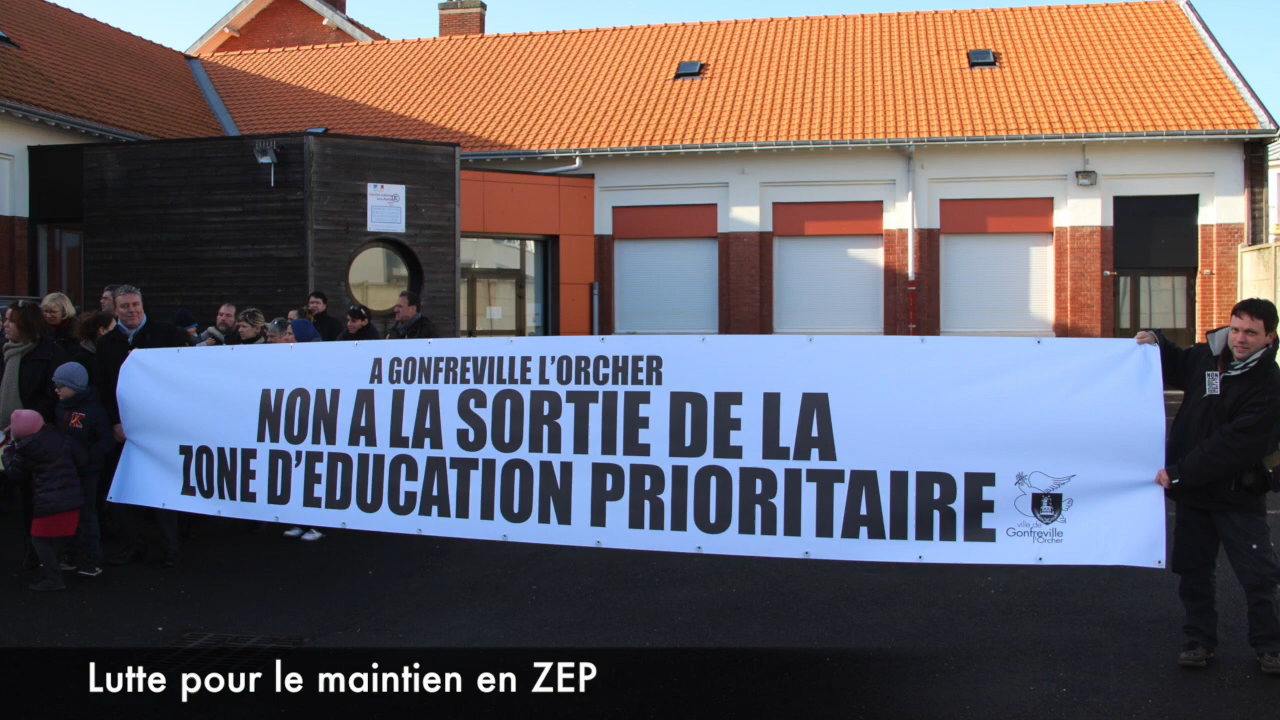 A GONFREVILLE L'ORCHER
NON A LA SORTIE DE LA
ZONE D'EDUCATION PRIORITAIRE
ville de
Gonfreville
l'Orcher
NON
Lutte pour le maintien en ZEP